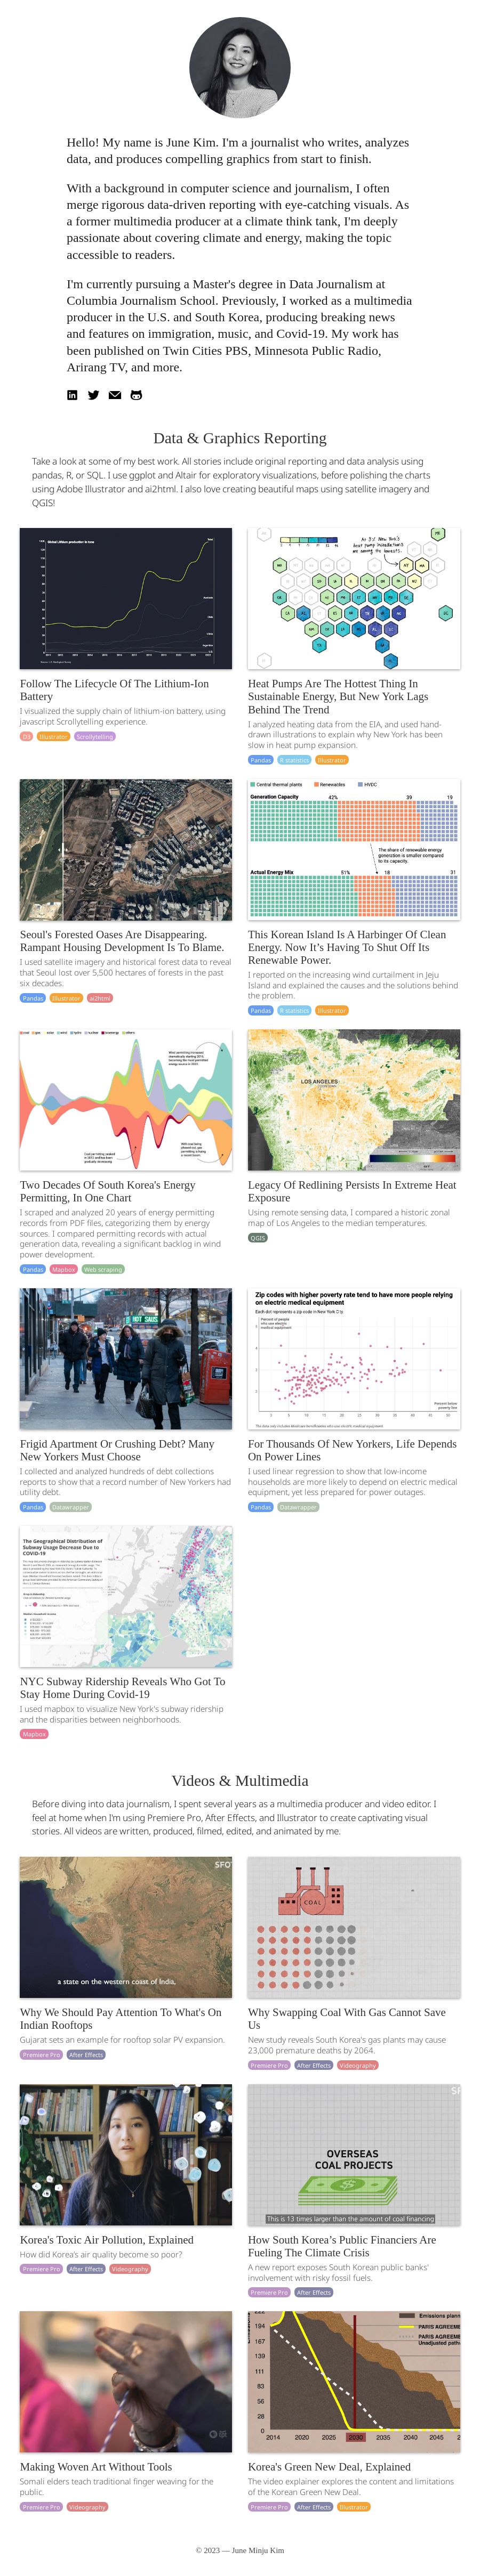 Hello! My name is June Kim. I'm a journalist who writes, analyzes
data, and produces compelling graphics from start to finish.
With a background in computer science and journalism, I often
merge rigorous data-driven reporting with eye-catching visuals. As
a former multimedia producer at a climate think tank, I'm deeply
passionate about covering climate and energy, making the topic
accessible to readers.
I'm currently pursuing a Master's degree in Data Journalism at
Columbia Journalism School. Previously, I worked as a multimedia
producer in the U.S. and South Korea, producing breaking news
and features on immigration, music, and Covid-19. My work has
been published on Twin Cities PBS, Minnesota Public Radio,
Arirang TV, and more.
Data & Graphics Reporting
Take a look at some of my best work. All stories include original reporting and data analysis using
pandas, R, or SQL. I use ggplot and Altair for exploratory visualizations, before polishing the charts
using Adobe Illustrator and ai2html. I also love creating beautiful maps using satellite imagery and
QGIS!
Global Lithium production in tons
Follow The Lifecycle Of The Lithium-Ion
Battery
I visualized the supply chain of lithium-ion battery, using
javascript Scrollytelling experience.
D3 Illustrator Scrollytelling
Heat Pumps Are The Hottest Thing In
Sustainable Energy, But New York Lags
Behind The Trend
I analyzed heating data from the EIA, and used hand-
drawn illustrations to explain why New York has been
slow in heat pump expansion.
Pandas R statistics Illustrator
Seoul's Forested Oases Are Disappearing.
Rampant Housing Development Is To Blame.
I used satellite imagery and historical forest data to reveal
that Seoul lost over 5,500 hectares of forests in the past
six decades.
Pandas Illustrator ai2html
Central thermal plants Renewables HVEC
Generation Capacity 42% 39 19
The share of renewable energy
generation is smaller compared
to its capacity.
Actual Energy Mix 51% 18 31
This Korean Island Is A Harbinger Of Clean
Energy. Now It’s Having To Shut Off Its
Renewable Power.
I reported on the increasing wind curtailment in Jeju
Island and explained the causes and the solutions behind
the problem.
Pandas R statistics Illustrator
Two Decades Of South Korea's Energy
Permitting, In One Chart
I scraped and analyzed 20 years of energy permitting
records from PDF files, categorizing them by energy
sources. I compared permitting records with actual
generation data, revealing a significant backlog in wind
power development.
Pandas Mapbox Web scraping
LOS ANGELES
Legacy Of Redlining Persists In Extreme Heat
Exposure
Using remote sensing data, I compared a historic zonal
map of Los Angeles to the median temperatures.
QGIS
Frigid Apartment Or Crushing Debt? Many
New Yorkers Must Choose
I collected and analyzed hundreds of debt collections
reports to show that a record number of New Yorkers had
utility debt.
Pandas Datawrapper
Zip codes with higher poverty rate tend to have more people relying
on electric medical equipment
Each dot represents a zip code in New York City.
Percent of people
who use electric
medical equipment
Percent below
poverty line
For Thousands Of New Yorkers, Life Depends
On Power Lines
I used linear regression to show that low-income
households are more likely to depend on electric medical
equipment, yet less prepared for power outages.
Pandas Datawrapper
The Geographical Distribution of
Subway Usage Decrease Due to
COVID-19
NYC Subway Ridership Reveals Who Got To
Stay Home During Covid-19
I used mapbox to visualize New York's subway ridership
and the disparities between neighborhoods.
Mapbox
Videos & Multimedia
Before diving into data journalism, I spent several years as a multimedia producer and video editor. I
feel at home when I'm using Premiere Pro, After Effects, and Illustrator to create captivating visual
stories. All videos are written, produced, filmed, edited, and animated by me.
a state on the western coast of India,
Why We Should Pay Attention To What's On
Indian Rooftops
Gujarat sets an example for rooftop solar PV expansion.
Premiere Pro After Effects
COAL
Why Swapping Coal With Gas Cannot Save
Us
New study reveals South Korea's gas plants may cause
23,000 premature deaths by 2064.
Premiere Pro After Effects Videography
Korea's Toxic Air Pollution, Explained
How did Korea's air quality become so poor?
Premiere Pro After Effects Videography
OVERSEAS
COAL PROJECTS
This is 13 times larger than the amount of coal financing
How South Korea’s Public Financiers Are
Fueling The Climate Crisis
A new report exposes South Korean public banks'
involvement with risky fossil fuels.
Premiere Pro After Effects
Making Woven Art Without Tools
Somali elders teach traditional finger weaving for the
public.
Premiere Pro Videography
194
167
139
111
83
56
28
0
2014 2020 2025 2030 2035 2040 2045
Korea's Green New Deal, Explained
The video explainer explores the content and limitations
of the Korean Green New Deal.
Premiere Pro After Effects Illustrator
© 2023 — June Minju Kim